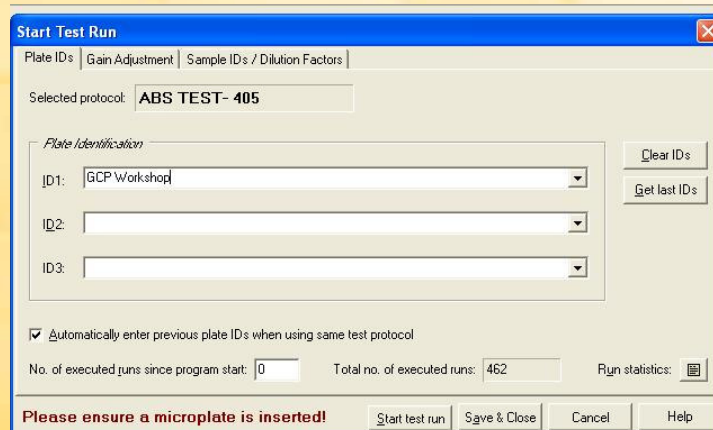 Start Test Run
Plate IDs Gain Adjustment Sample IDs / Dilution Factors
Selected protocol: ABS TEST- 405
Plate Identification
ID1: GCP Workshop
ID2:
ID3:
Clear IDs
Get last IDs
Automatically enter previous plate IDs when using same test protocol
No. of executed runs since program start: 0 Total no. of executed runs: 462 Run statistics:
Please ensure a microplate is inserted! Start test run Save & Close Cancel Help